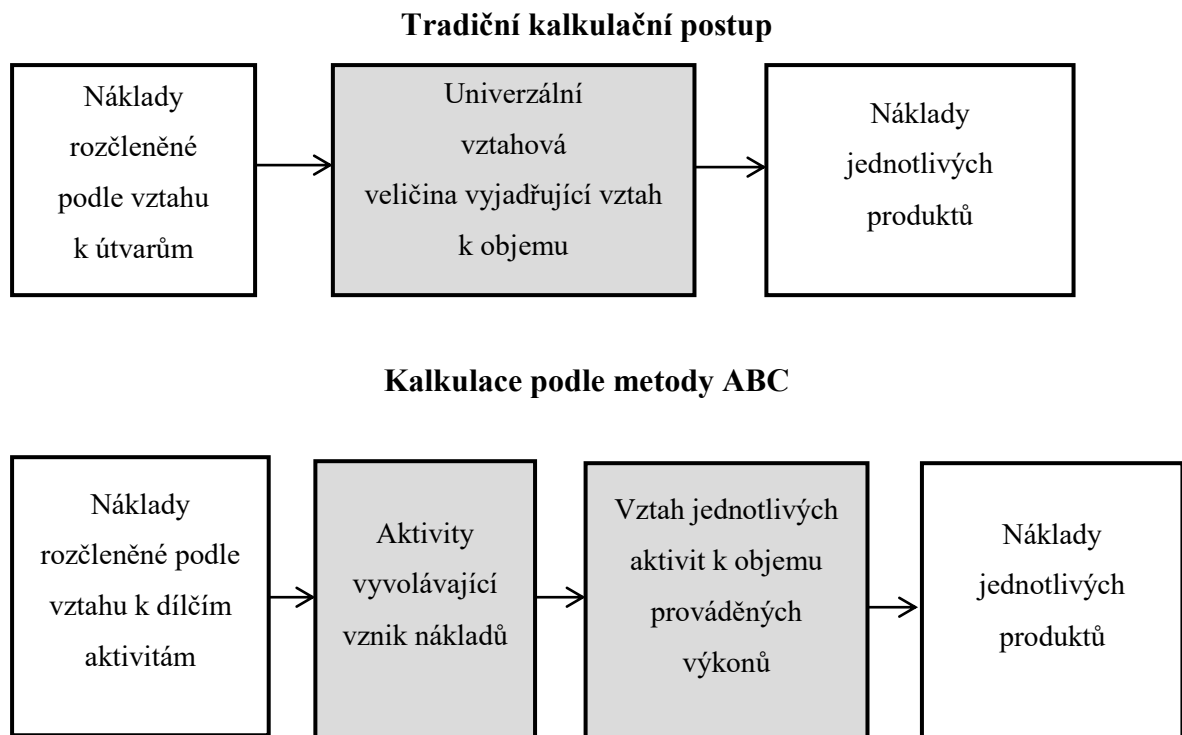 Tradiční kalkulační postup
Náklady
rozčleněné
podle vztahu
k útvarům
Univerzální
vztahová
veličina vyjadřující vztah
k objemu
Náklady
jednotlivých
produktů
Kalkulace podle metody ABC
Náklady
rozčleněné podle
vztahu k dílčím
aktivitám
Aktivity
vyvolávající
vznik nákladů
Vztah jednotlivých
aktivit k objemu
prováděných
výkonů
Náklady
jednotlivých
produktů